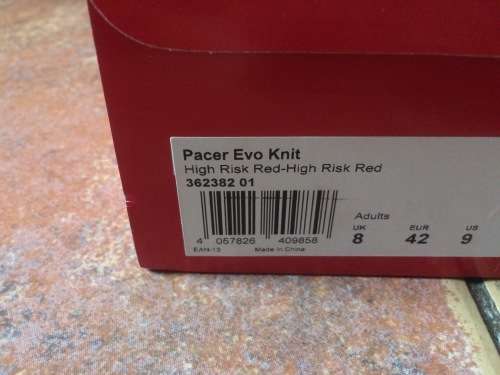 Pacer Evo Knit
High Risk Red-High Risk Red
362382 01
4 057826 409858
EAN-13 Made in China
Adults
UK EUR US
8 42 9